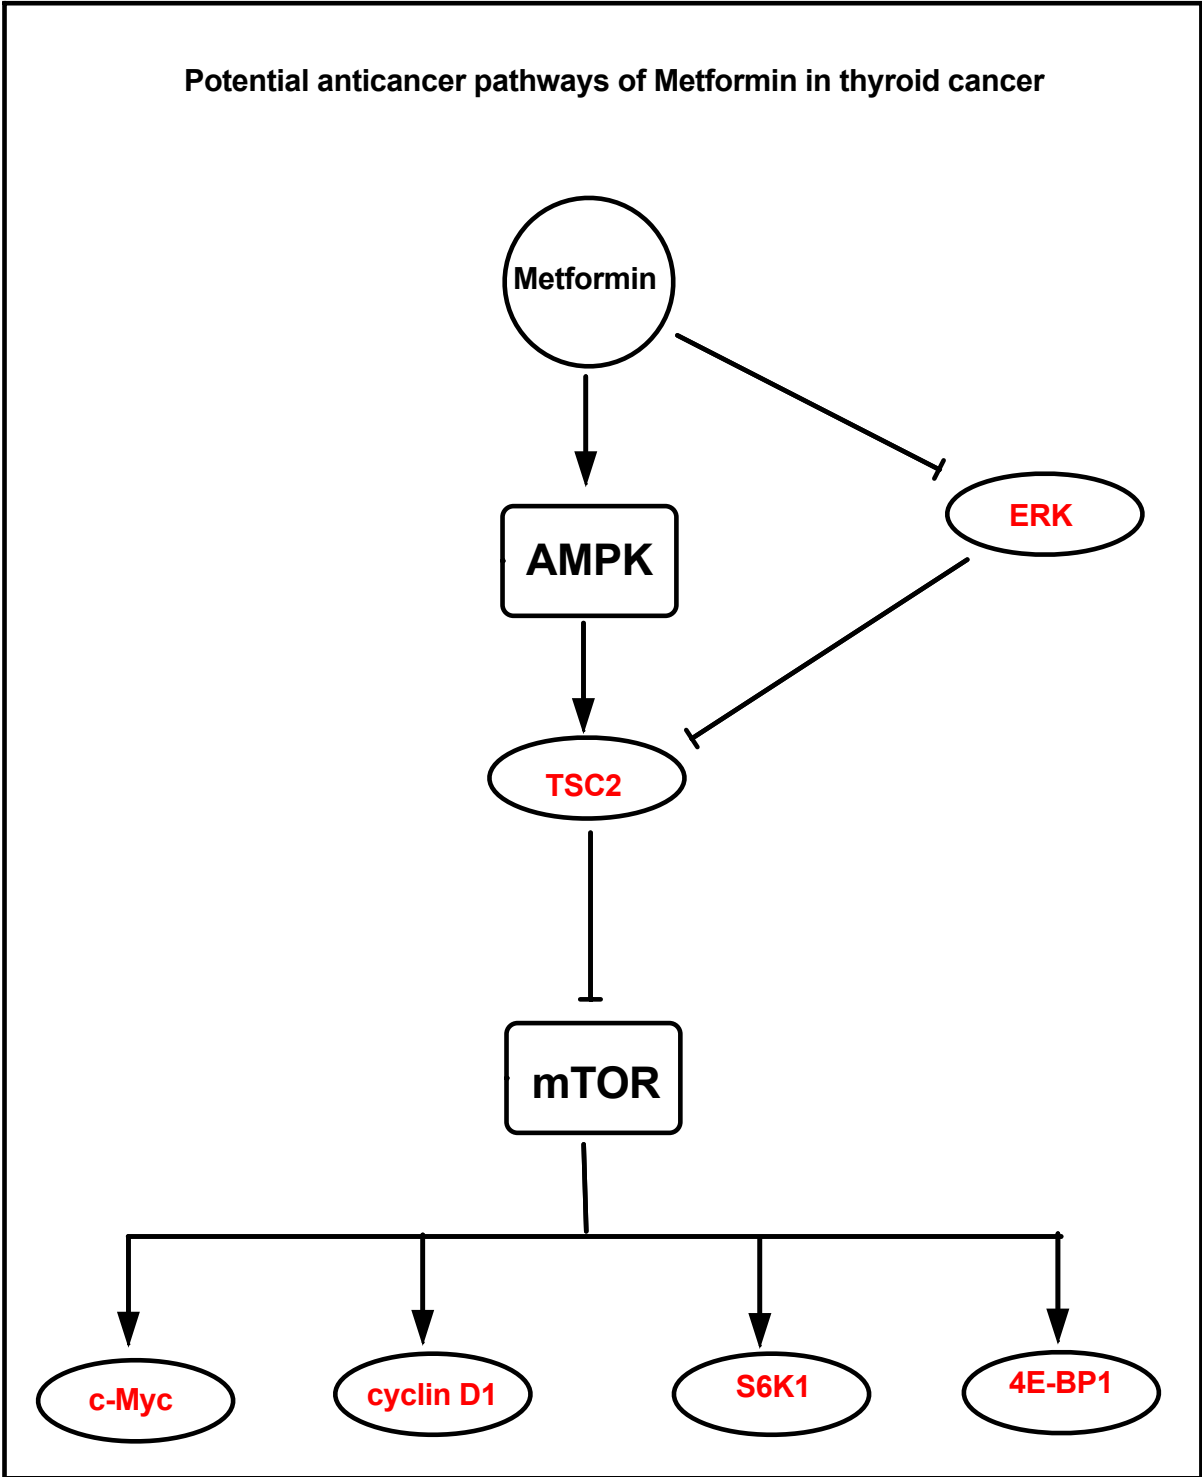 Potential anticancer pathways of Metformin in thyroid cancer
Metformin
ERK
AMPK
TSC2
mTOR
c-Myc
cyclin D1
S6K1
4E-BP1